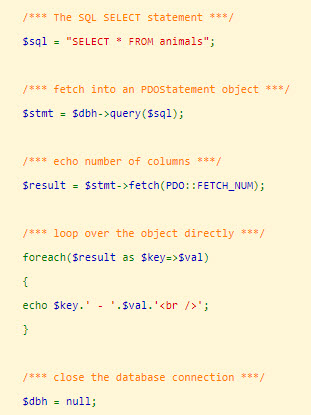 /*** The SQL SELECT statement ***/
$sql = "SELECT * FROM animals";
/*** fetch into an PDOStatement object ***/
$stmt = $dbh->query($sql);
/*** echo number of columns ***/
$result = $stmt->fetch(PDO::FETCH_NUM);
/*** loop over the object directly ***/
foreach($result as $key=>$val)
{
echo $key.' - '.$val.'<br />';
}
/*** close the database connection ***/
$dbh = null;